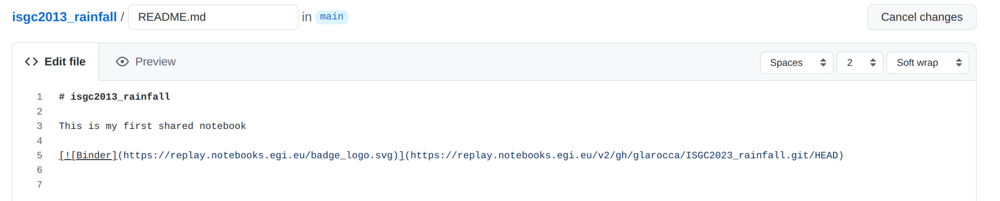 isgc2013_rainfall / README.md in main Cancel changes
<> Edit file Preview Spaces 2 Soft wrap
1 # isgc2013_rainfall
2
3 This is my first shared notebook
4
5 [![Binder](https://replay.notebooks.egi.eu/badge_logo.svg)](https://replay.notebooks.egi.eu/v2/gh/glarocca/ISGC2023_rainfall.git/HEAD)
6
7